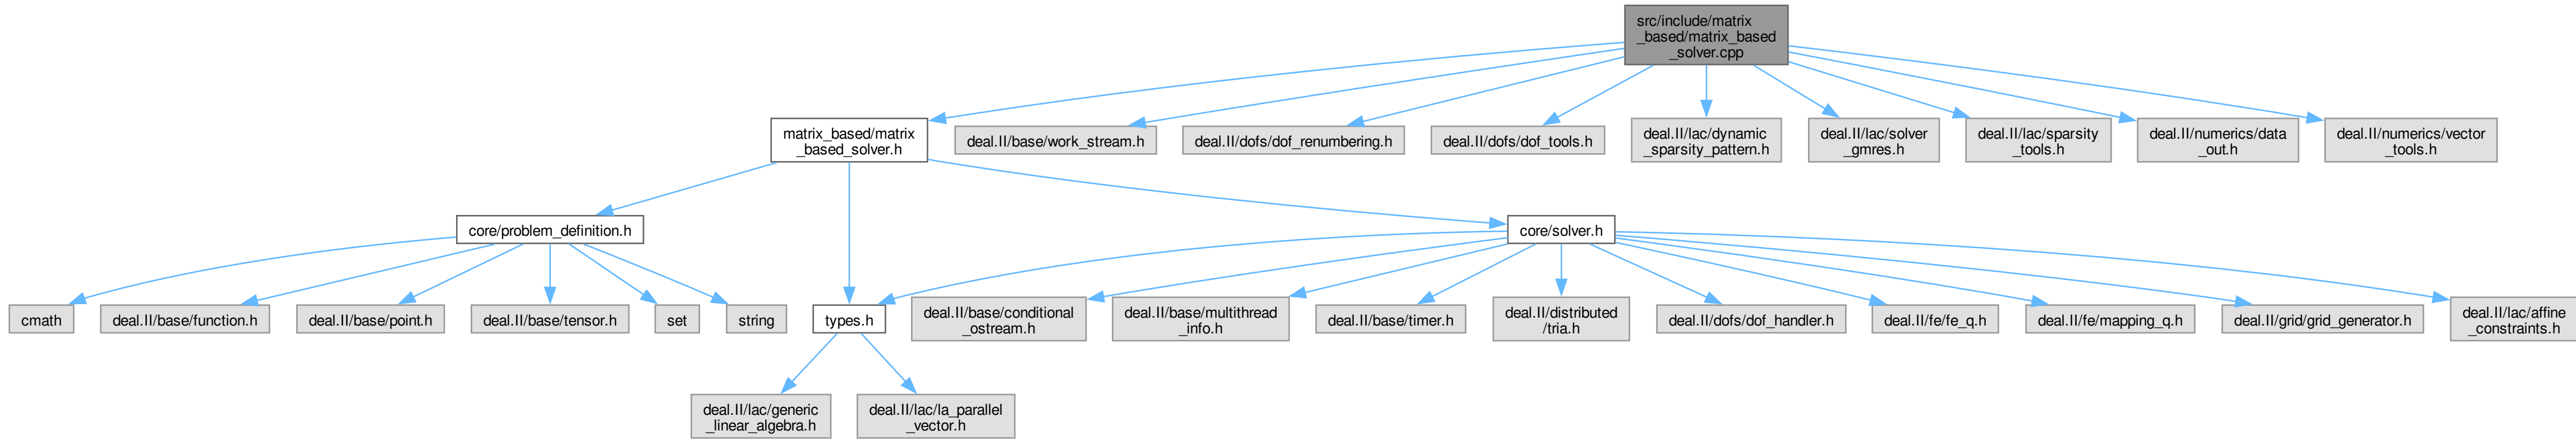 src/include/matrix
_based/matrix_based
_solver.cpp
matrix_based/matrix
_based_solver.h
deal.II/base/work_stream.h
deal.II/dofs/dof_renumbering.h
deal.II/dofs/dof_tools.h
deal.II/lac/dynamic
_sparsity_pattern.h
deal.II/lac/solver
_gmres.h
deal.II/lac/sparsity
_tools.h
deal.II/numerics/data
_out.h
deal.II/numerics/vector
_tools.h
core/problem_definition.h
core/solver.h
cmath
deal.II/base/function.h
deal.II/base/point.h
deal.II/base/tensor.h
set
string
types.h
deal.II/base/conditional
_ostream.h
deal.II/base/multithread
_info.h
deal.II/base/timer.h
deal.II/distributed
/tria.h
deal.II/dofs/dof_handler.h
deal.II/fe/fe_q.h
deal.II/fe/mapping_q.h
deal.II/grid/grid_generator.h
deal.II/lac/affine
_constraints.h
deal.II/lac/generic
_linear_algebra.h
deal.II/lac/la_parallel
_vector.h